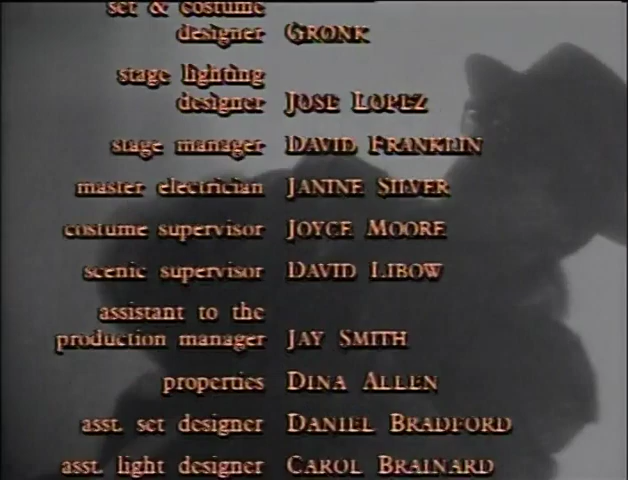 set & costume
designer GRONK
stage lighting
designer JOSE LOPEZ
stage manager DAVID FRANKLIN
master electrician JANINE SILVER
costume supervisor JOYCE MOORE
scenic supervisor DAVID LIBOW
assistant to the
production manager JAY SMITH
properties DINA ALLEN
asst. set designer DANIEL BRADFORD
asst. light designer CAROL BRAINARD